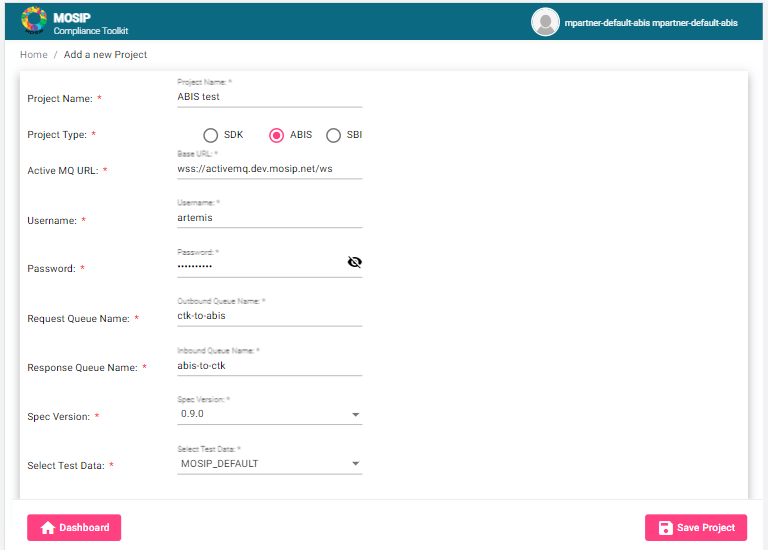 MOSIP
Compliance Toolkit
mpartner-default-abis mpartner-default-abis
Home / Add a new Project
Project Name: *
Project Name: * ABIS test
Project Type: * SDK ABIS SBI
Base URL: *
Active MQ URL: * wss://activemq.dev.mosip.net/ws
Username: *
Username: * artemis
Password: *
Password: * ••••••••••
Outbound Queue Name: *
Request Queue Name: * ctk-to-abis
Inbound Queue Name: *
Response Queue Name: * abis-to-ctk
Spec Version: *
Spec Version: * 0.9.0
Select Test Data: *
Select Test Data: * MOSIP_DEFAULT
Dashboard Save Project